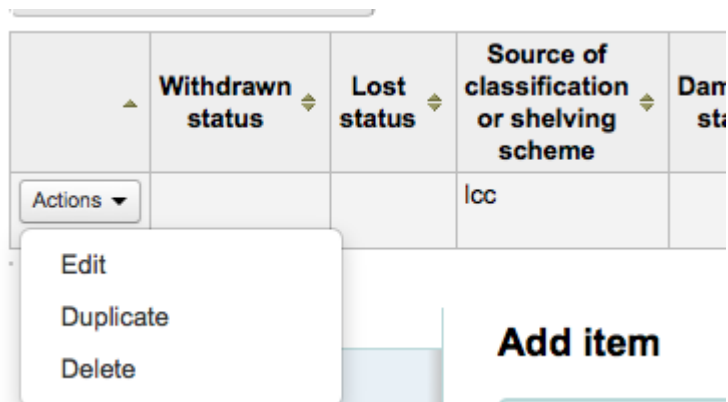 Withdrawn status
Lost status
Source of classification or shelving scheme
Actions
lcc
Edit
Duplicate
Delete
Add item